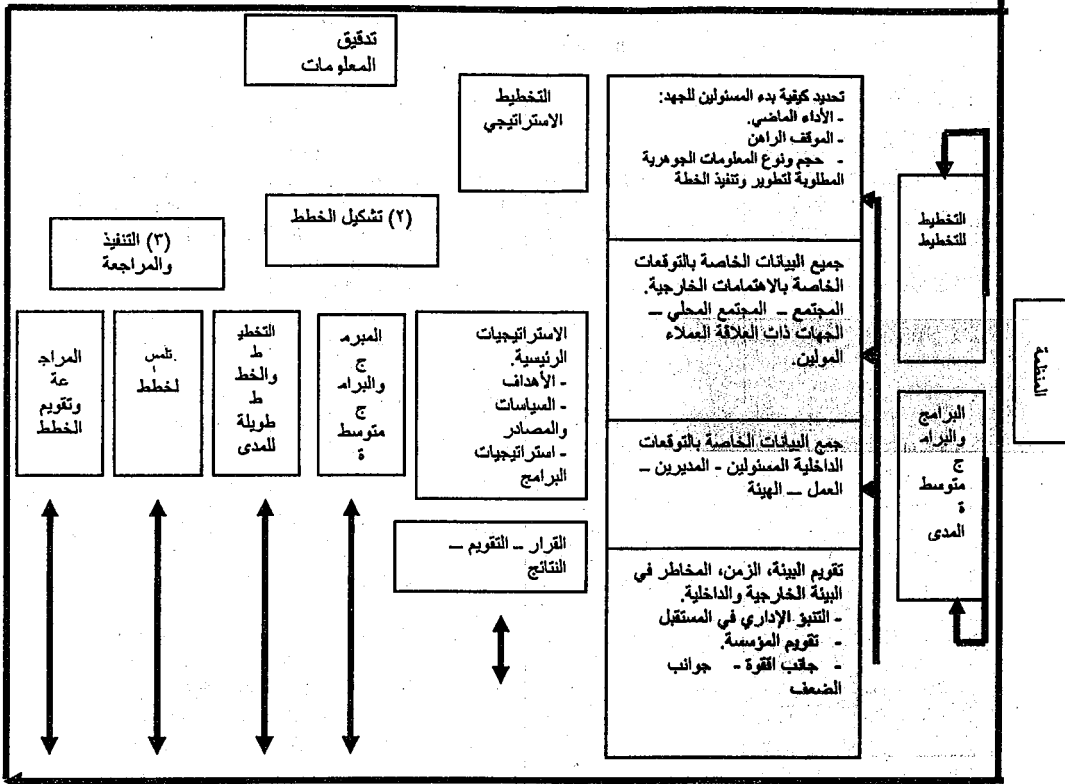 تدقيق
المعلومات
التخطيط
الاستراتيجي
تحديد كيفية بدء المسئولين للجهد:
- الأداء الماضي.
- الموقف الراهن
- حجم ونوع المعلومات الجوهرية
المطلوبة لتطوير وتنفيذ الخطة
جميع البيانات الخاصة بالتوقعات
الخاصة بالاهتمامات الخارجية.
المجتمع – المجتمع المحلي –
الجهات ذات العلاقة العملاء
المولين.
جمع البيانات الخاصة بالتوقعات
الداخلية المسئولين - المديرين –
العمل – الهيئة
تقويم البيئة، الزمن، المخاطر في
البيئة الخارجية والداخلية.
- التنبؤ الإداري في المستقبل
- تقويم المؤسسة.
- جانب القوة - جوانب
الضعف
التخطيط
للتخطيط
البرامج
والبرام
ج
متوسط
ة
المدى
المنظمة
(٢) تشكيل الخطط
(٣) التنفيذ
والمراجعة
الاستراتيجيات
الرئيسية.
- الأهداف
- السياسات
والمصادر
- استراتيجيات
البرامج
القرار – التقويم –
النتائج
المبرم
ج
والبرام
ج
متوسط
ة
التخطي
ط
والخط
ط
طويلة
للمدى
تلمس
لخطط
المراج
عة
وتقويم
الخطط